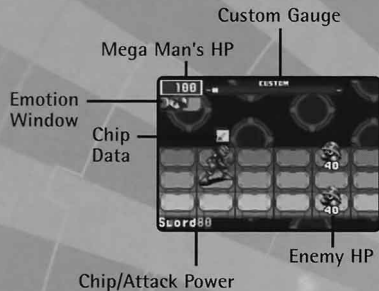 Custom Gauge
Mega Man's HP
100
CUSTOM
Emotion
Window
Chip
Data
40
40
Sword80
Enemy HP
Chip/Attack Power